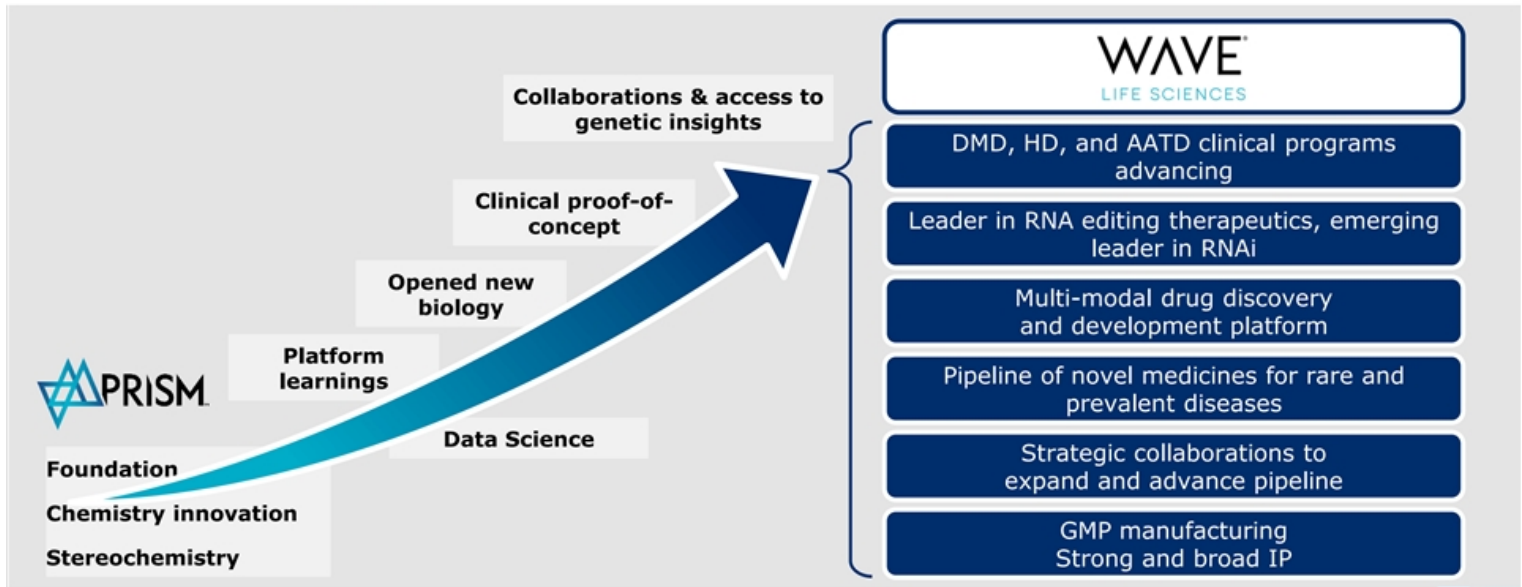 WAVE
LIFE SCIENCES
Collaborations & access to
genetic insights
Clinical proof-of-
concept
Opened new
biology
Platform
learnings
PRISM
Data Science
Foundation
Chemistry innovation
Stereochemistry
DMD, HD, and AATD clinical programs
advancing
Leader in RNA editing therapeutics, emerging
leader in RNAi
Multi-modal drug discovery
and development platform
Pipeline of novel medicines for rare and
prevalent diseases
Strategic collaborations to
expand and advance pipeline
GMP manufacturing
Strong and broad IP